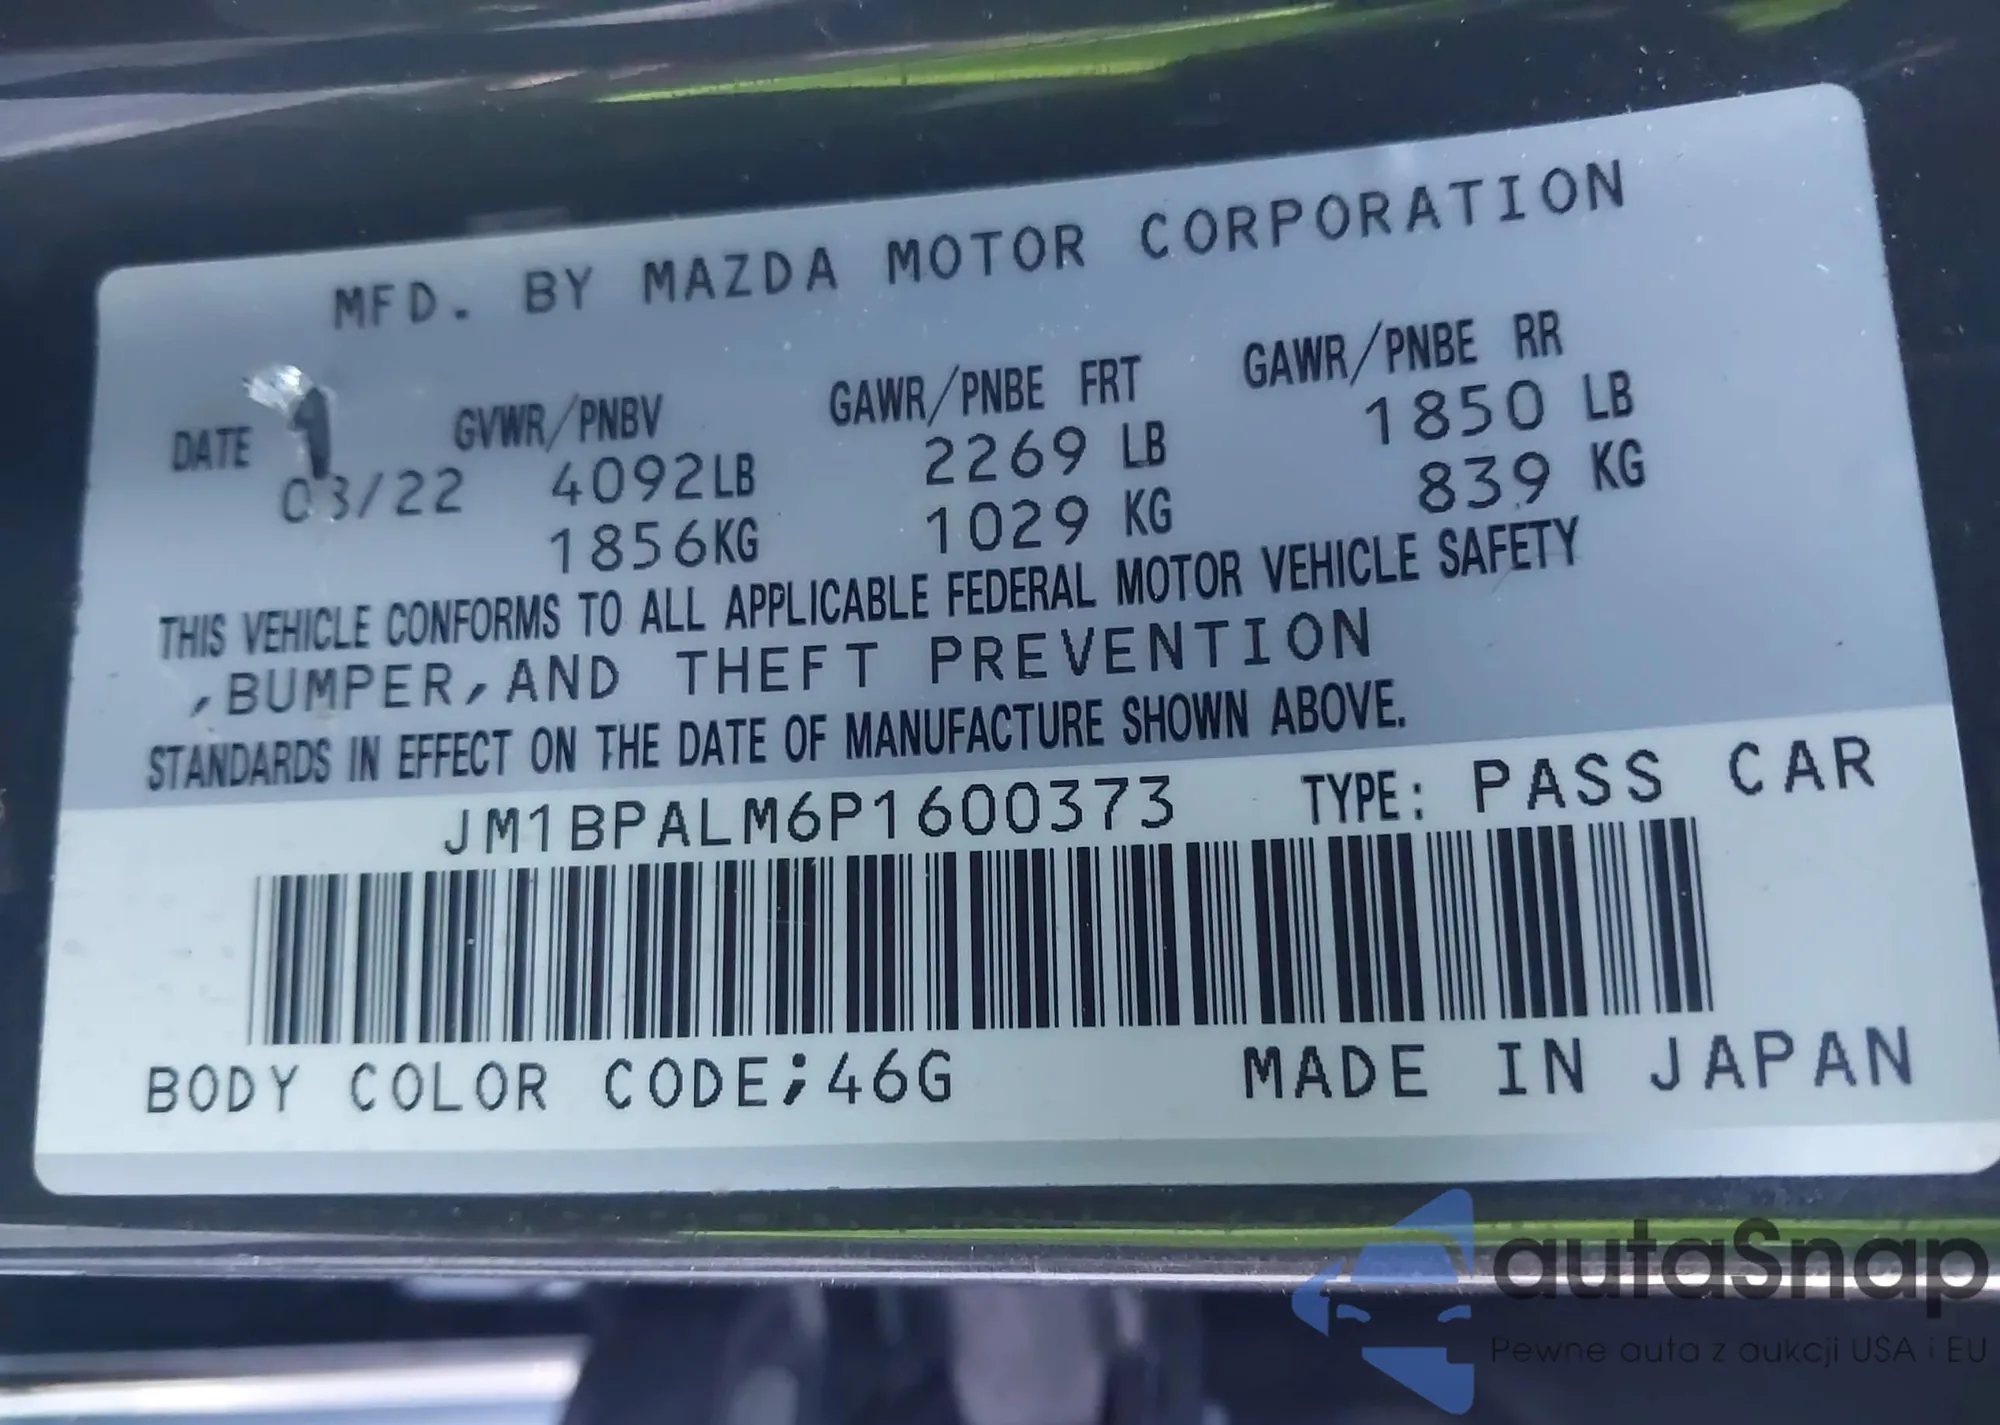 MFD. BY MAZDA MOTOR CORPORATION
DATE GVWR/PNBV GAWR/PNBE FRT GAWR/PNBE RR
03/22 4092LB 2269 LB 1850 LB
1856KG 1029 KG 839 KG
THIS VEHICLE CONFORMS TO ALL APPLICABLE FEDERAL MOTOR VEHICLE SAFETY
,BUMPER,AND THEFT PREVENTION
STANDARDS IN EFFECT ON THE DATE OF MANUFACTURE SHOWN ABOVE.
JM1BPALM6P1600373 TYPE: PASS CAR
BODY COLOR CODE;46G MADE IN JAPAN
autaSnap
Pewne auta z aukcji USA i EU